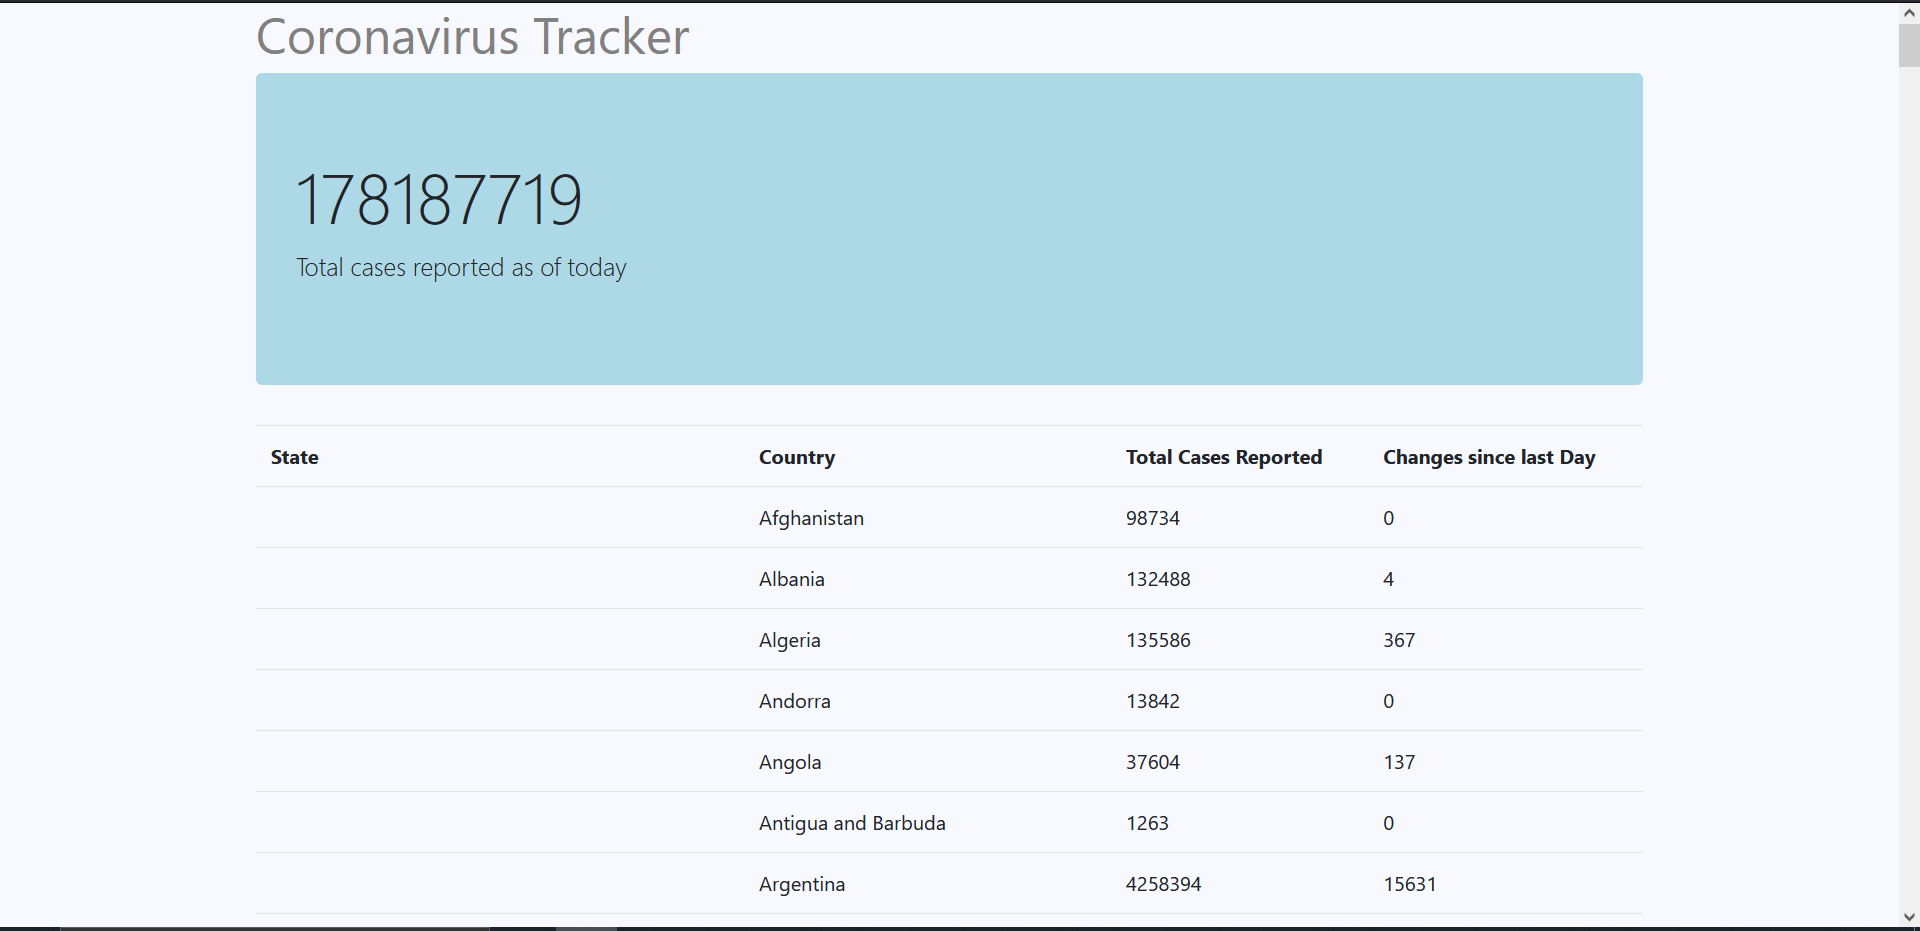 Coronavirus Tracker
178187719
Total cases reported as of today
State Country Total Cases Reported Changes since last Day
Afghanistan 98734 0
Albania 132488 4
Algeria 135586 367
Andorra 13842 0
Angola 37604 137
Antigua and Barbuda 1263 0
Argentina 4258394 15631